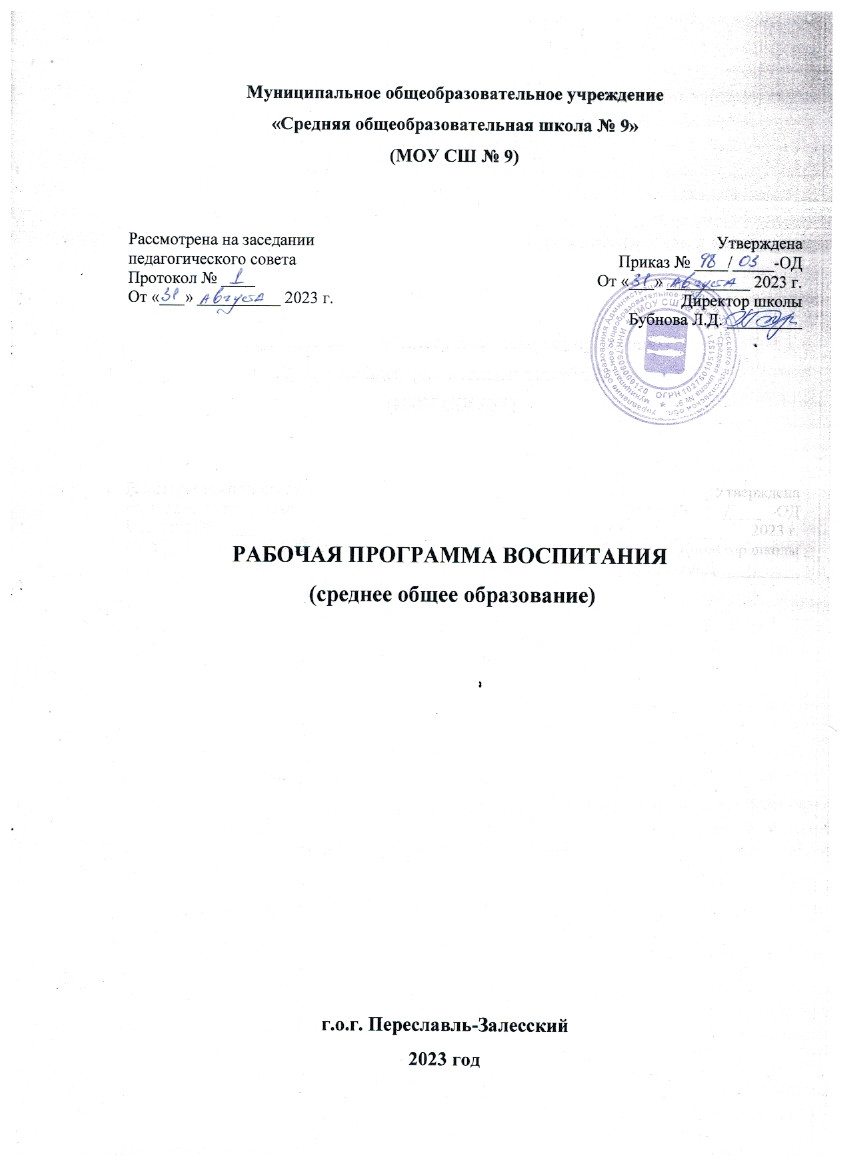 Муниципальное общеобразовательное учреждение
«Средняя общеобразовательная школа № 9»
(МОУ СШ № 9)
Рассмотрена на заседании
педагогического совета
Протокол № 1
От «31» августа 2023 г.
Утверждена
Приказ № 98/03-ОД
От «31» августа 2023 г.
Директор школы
Бубнова Л.Д.
РАБОЧАЯ ПРОГРАММА ВОСПИТАНИЯ
(среднее общее образование)
г.о.г. Переславль-Залесский
2023 год